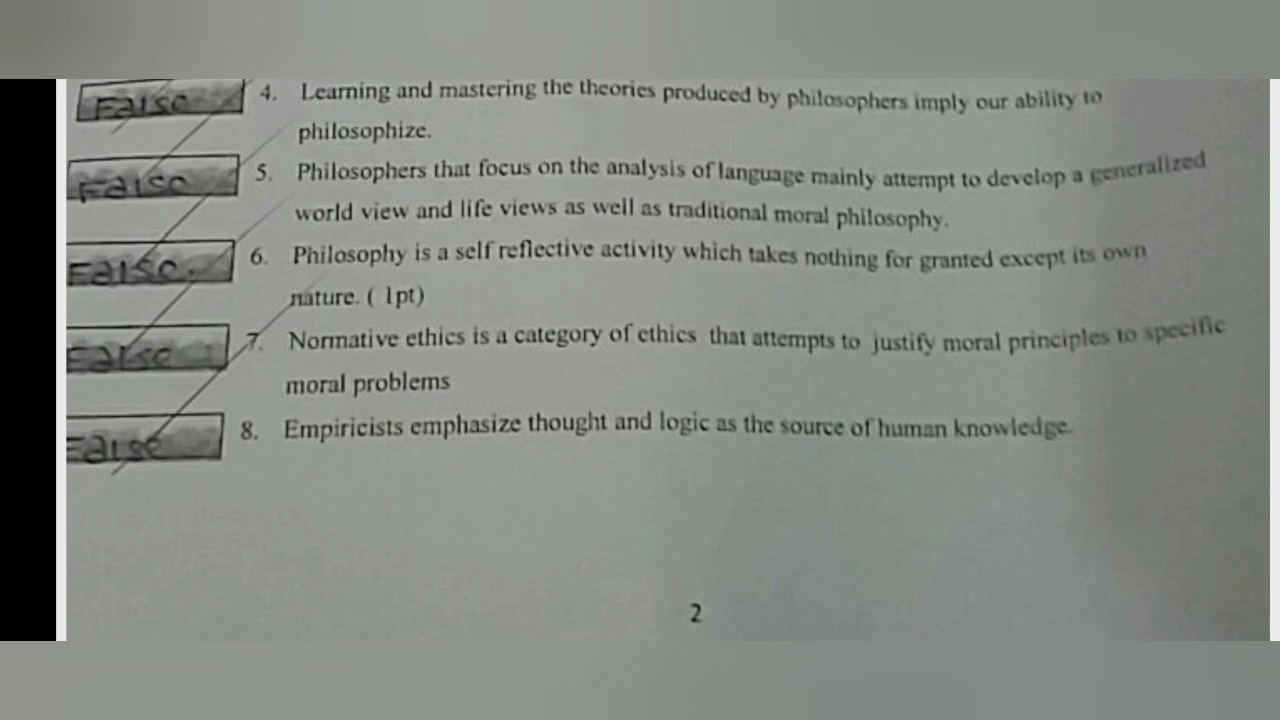 False 4. Learning and mastering the theories produced by philosophers imply our ability to
philosophize.
False 5. Philosophers that focus on the analysis of language mainly attempt to develop a generalized
world view and life views as well as traditional moral philosophy.
False. 6. Philosophy is a self reflective activity which takes nothing for granted except its own
nature. ( 1pt)
False 7. Normative ethics is a category of ethics that attempts to justify moral principles to specific
moral problems
False 8. Empiricists emphasize thought and logic as the source of human knowledge.
2